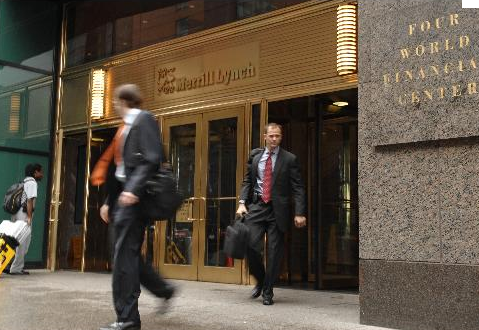 Merrill Lynch
FOUR
WORLD
FINANCIAL
CENTER